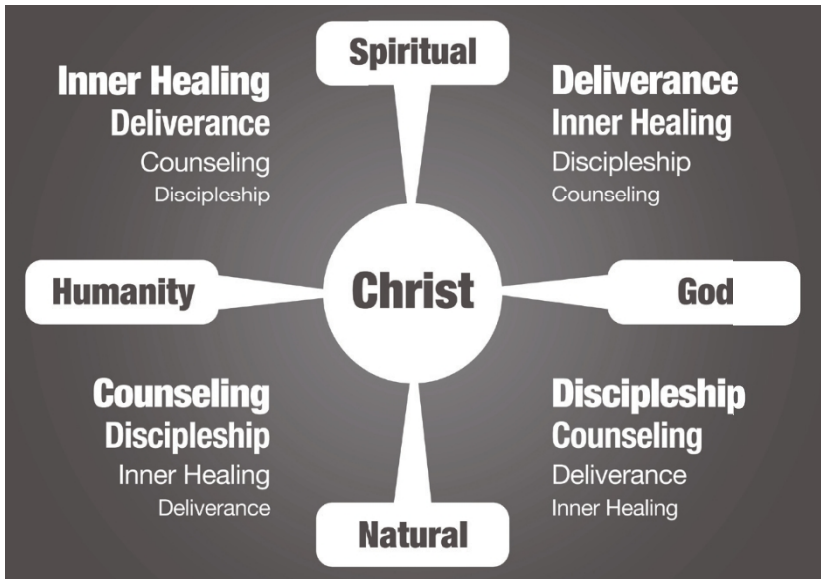 Spiritual
Inner Healing
Deliverance
Counseling
Discipleship
Deliverance
Inner Healing
Discipleship
Counseling
Humanity
Christ
God
Counseling
Discipleship
Inner Healing
Deliverance
Discipleship
Counseling
Deliverance
Inner Healing
Natural